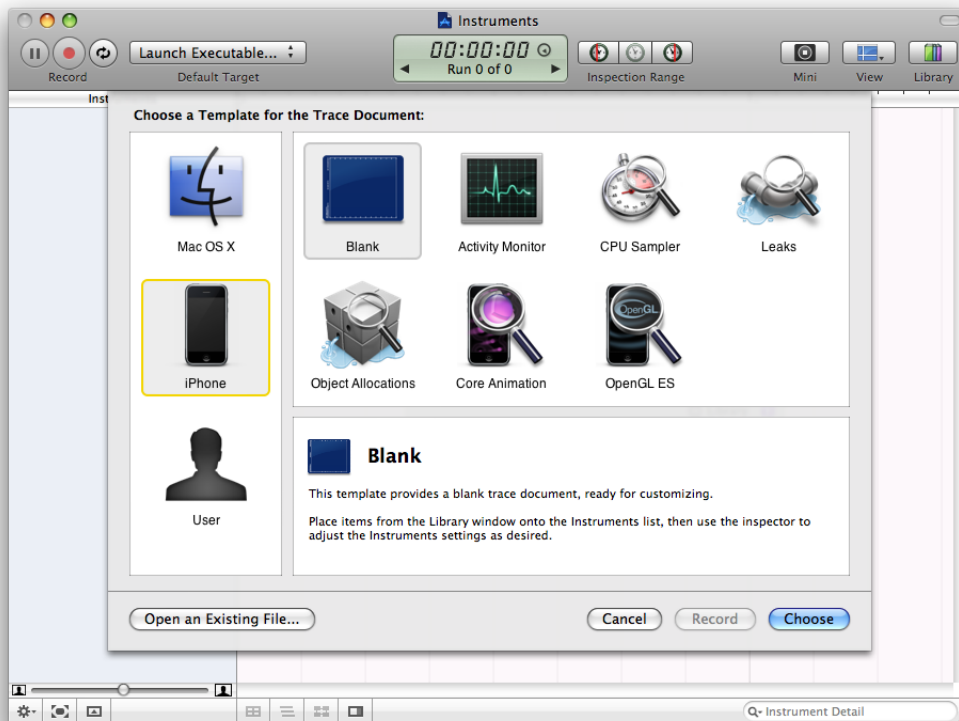 Instruments
Launch Executable...
00:00:00
Run 0 of 0
Record
Default Target
Inspection Range
Mini
View
Library
Inst
Choose a Template for the Trace Document:
Mac OS X
Blank
Activity Monitor
CPU Sampler
Leaks
iPhone
Object Allocations
Core Animation
OpenGL
OpenGL ES
User
Blank
This template provides a blank trace document, ready for customizing.
Place items from the Library window onto the Instruments list, then use the inspector to
adjust the Instruments settings as desired.
Open an Existing File...
Cancel
Record
Choose
Instrument Detail